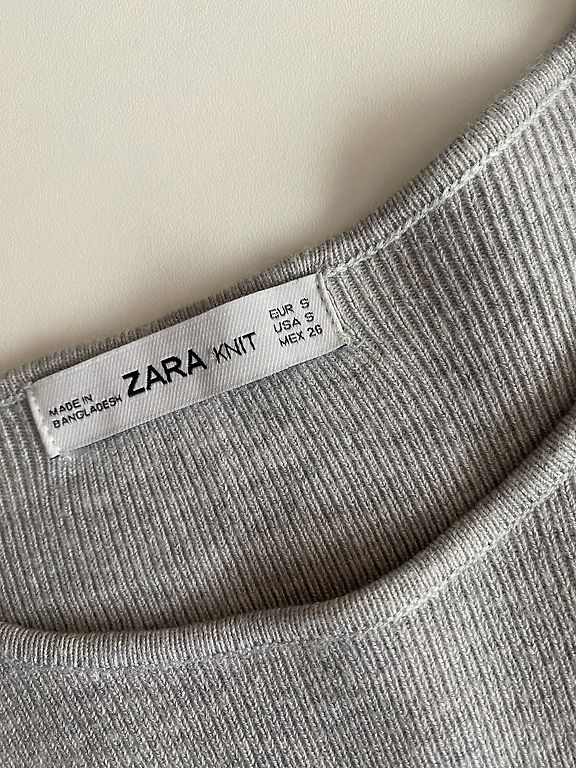 MADE IN
BANGLADESH
ZARA KNIT
EUR S
USA S
MEX 26